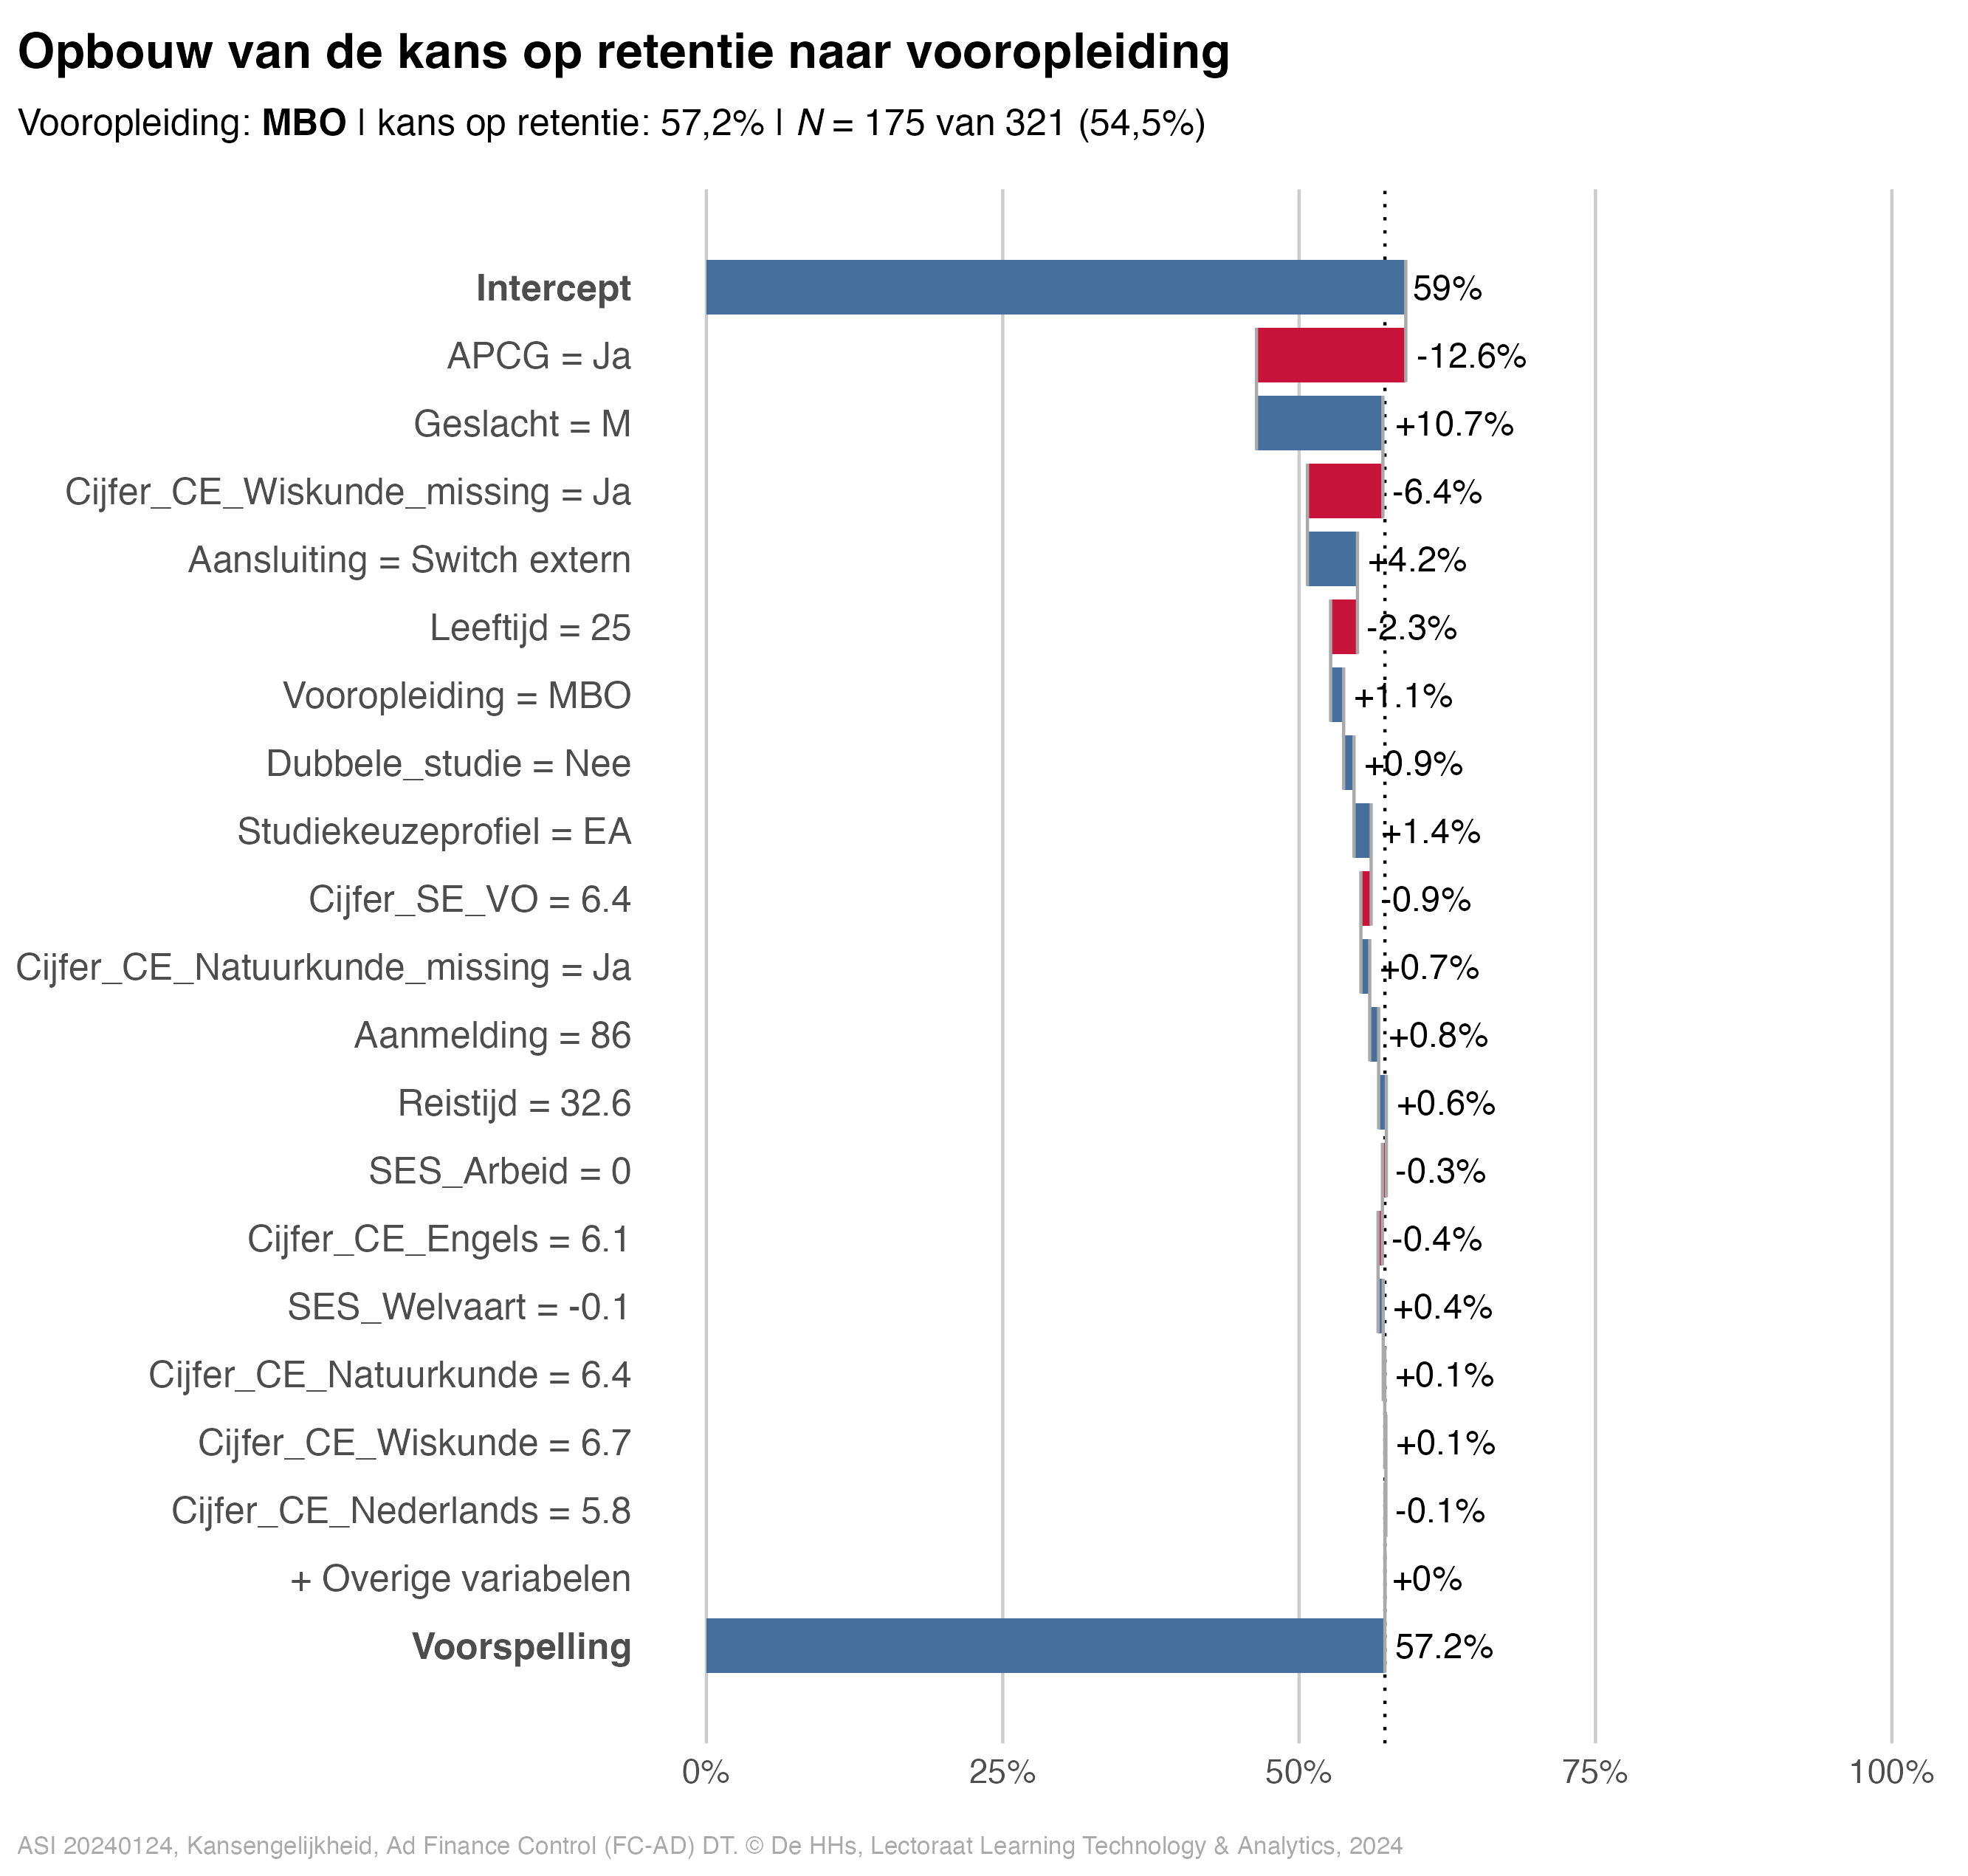 Opbouw van de kans op retentie naar vooropleiding
Vooropleiding: MBO | kans op retentie: 57,2% | N = 175 van 321 (54,5%)
Intercept 59%
APCG = Ja -12.6%
Geslacht = M +10.7%
Cijfer_CE_Wiskunde_missing = Ja -6.4%
Aansluiting = Switch extern +4.2%
Leeftijd = 25 -2.3%
Vooropleiding = MBO +1.1%
Dubbele_studie = Nee +0.9%
Studiekeuzeprofiel = EA +1.4%
Cijfer_SE_VO = 6.4 -0.9%
Cijfer_CE_Natuurkunde_missing = Ja +0.7%
Aanmelding = 86 +0.8%
Reistijd = 32.6 +0.6%
SES_Arbeid = 0 -0.3%
Cijfer_CE_Engels = 6.1 -0.4%
SES_Welvaart = -0.1 +0.4%
Cijfer_CE_Natuurkunde = 6.4 +0.1%
Cijfer_CE_Wiskunde = 6.7 +0.1%
Cijfer_CE_Nederlands = 5.8 -0.1%
+ Overige variabelen +0%
Voorspelling 57.2%
0% 25% 50% 75% 100%
ASI 20240124, Kansengelijkheid, Ad Finance Control (FC-AD) DT. © De HHs, Lectoraat Learning Technology & Analytics, 2024